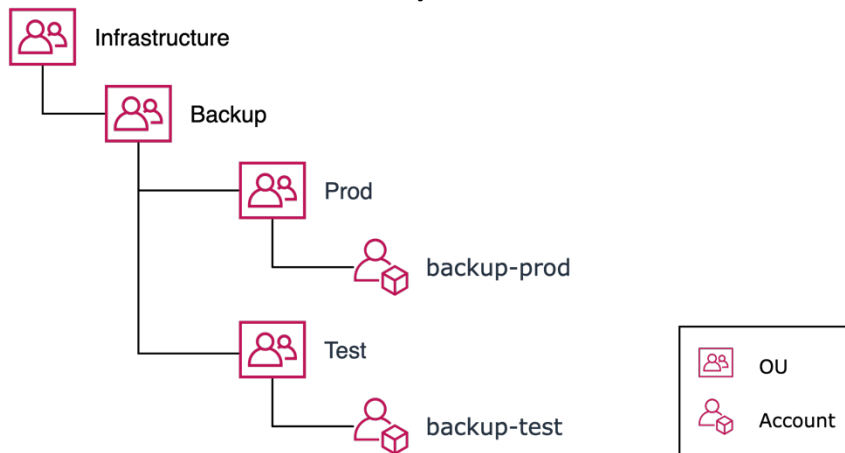 Infrastructure
Backup
Prod
backup-prod
Test
backup-test
OU
Account